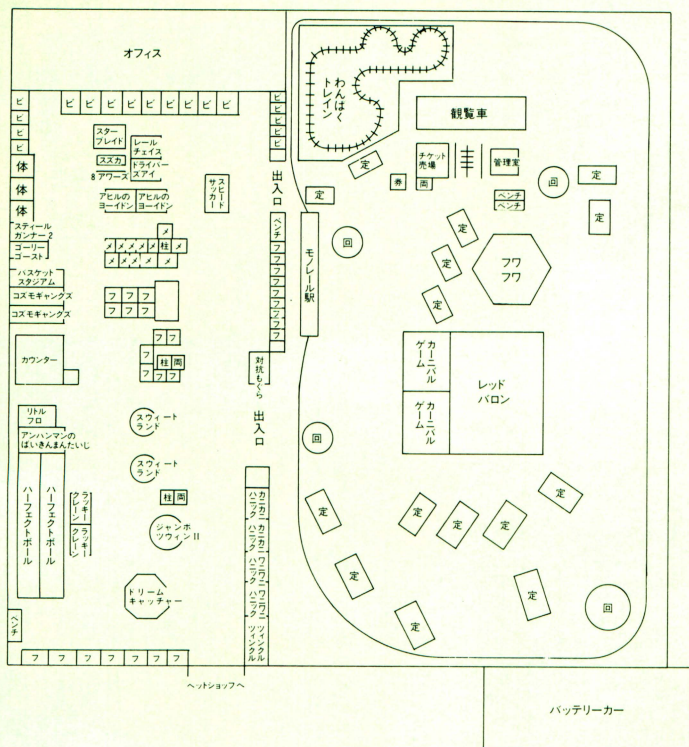 オフィス
ビ
ビ
ビ
ビ
ビ ビ ビ ビ ビ ビ ビ ビ ビ
ビ
ビ
ビ
ビ
体
体
体
スター
ブレイド
レール
チェイス
スズカ
8アワーズ
ドライバー
ズアイ
アヒルの
ヨーイドン
アヒルの
ヨーイドン
スピード
サッカー
出入口
スティール
ガンナー2
ゴーリー
ゴースト
バスケット
スタジアム
コズモギャングズ
コズモギャングズ
メ
メ メ メ メ メ 柱 メ
メ メ メ メ
フ フ フ
フ フ フ
フ フ
フ 柱 両
フ フ フ
ベンチ
フ
フ
フ
フ
フ
フ
フ
フ
カウンター
対抗もぐら
出入口
リトル
プロ
アンハンマンの
ばいきんまんたいじ
パーフェクトボール
パーフェクトボール
ラッキー
クレーン
ラッキー
クレーン
スウィート
ランド
スウィート
ランド
柱 両
ジャンボ
ツウィンⅡ
ドリーム
キャッチャー
カニカニ
パニック
カニカニ
パニック
ワニワニ
パニック
ワニワニ
パニック
ツインクル
ツインクル
ベンチ
フ フ フ フ フ フ フ
ペットショップへ
わんぱく
トレイン
観覧車
チケット
売場
管理室
券
両
ベンチ
ベンチ
定
定
回
定
定
モノレール駅
回
定
定
定
フワ
フワ
カーニバル
ゲーム
カーニバル
ゲーム
レッド
バロン
回
定
定
定
定
定
定
定
定
回
バッテリーカー